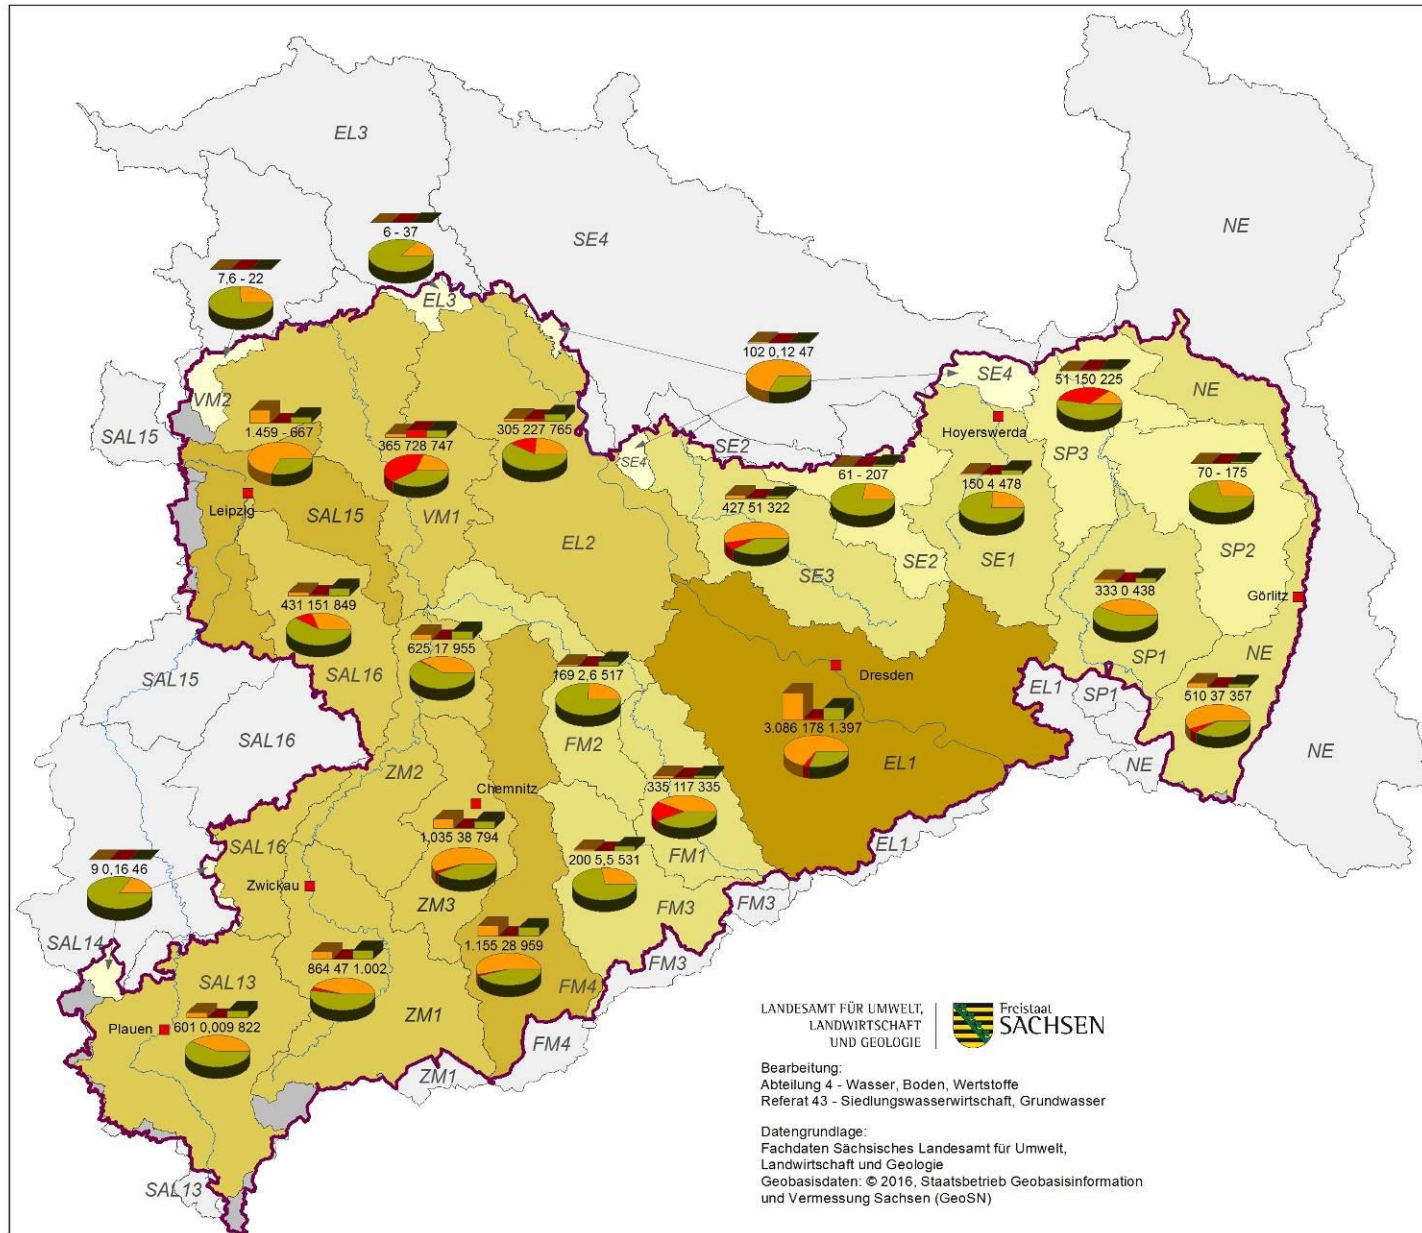 EL3
NE
SE4
6 - 37
7,6 - 22
EL3
102 0,12 47
SE4
51 150 225
NE
VM2
SAL15
1.459 - 667
365 728 747
305 227 765
SE2
Hoyerswerda
SP3
SE4
61 - 207
150 4 478
70 - 175
427 51 322
Leipzig
SAL15
VM1
EL2
SE3
SE2
SE1
SP2
333 0 438
Görlitz
431 151 849
SAL16
625 17 955
169 2,6 517
Dresden
SP1
NE
SAL15
EL1
SP1
510 37 357
SAL16
3.086 178 1.397
FM2
EL1
NE
NE
ZM2
Chemnitz
335 117 335
1.035 38 794
SAL16
EL1
9 0,16 46
200 5,5 531
FM1
Zwickau
ZM3
FM3
FM3
SAL14
1.155 28 959
864 47 1.002
FM3
SAL13
FM4
Plauen
601 0,009 822
ZM1
FM4
ZM1
SAL13
LANDESAMT FÜR UMWELT,
LANDWIRTSCHAFT
UND GEOLOGIE
Freistaat
SACHSEN
Bearbeitung:
Abteilung 4 - Wasser, Boden, Wertstoffe
Referat 43 - Siedlungswasserwirtschaft, Grundwasser
Datengrundlage:
Fachdaten Sächsisches Landesamt für Umwelt,
Landwirtschaft und Geologie
Geobasisdaten: © 2016, Staatsbetrieb Geobasisinformation
und Vermessung Sachsen (GeoSN)